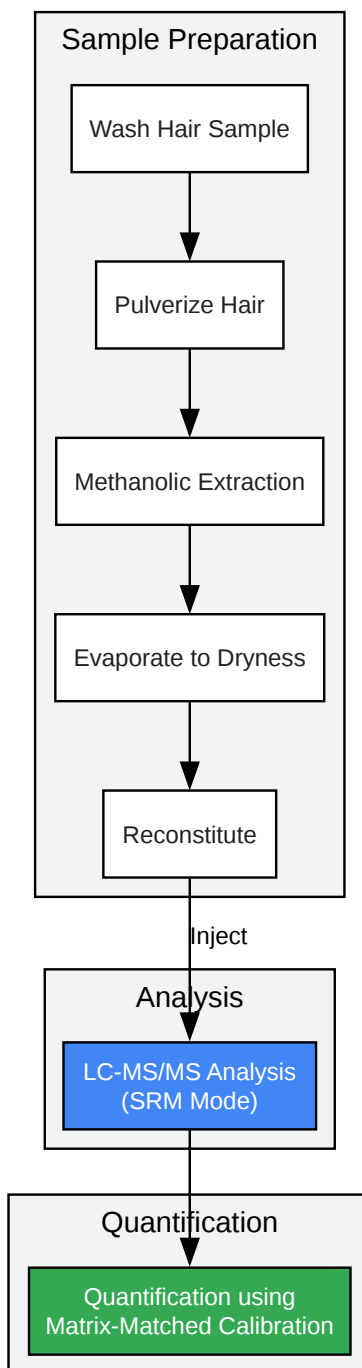 Sample Preparation
Wash Hair Sample
Pulverize Hair
Methanolic Extraction
Evaporate to Dryness
Reconstitute
Inject
Analysis
LC-MS/MS Analysis
(SRM Mode)
Quantification
Quantification using
Matrix-Matched Calibration